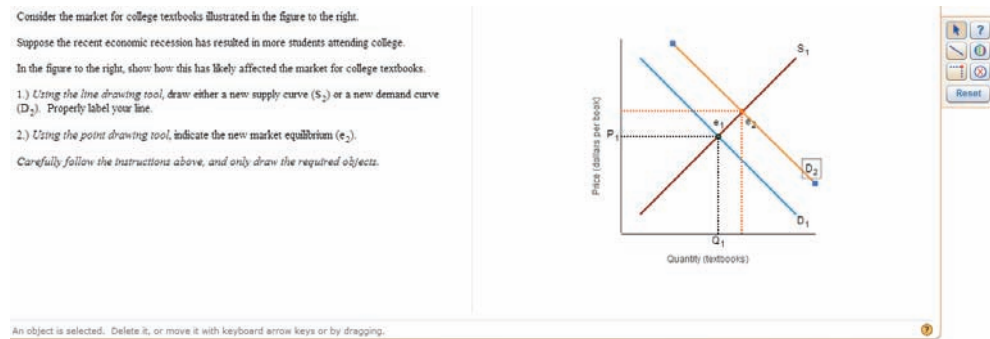 Consider the market for college textbooks illustrated in the figure to the right.
Suppose the recent economic recession has resulted in more students attending college.
In the figure to the right, show how this has likely affected the market for college textbooks.
1.) Using the line drawing tool, draw either a new supply curve (S₂) or a new demand curve
(D₂). Properly label your line.
2.) Using the point drawing tool, indicate the new market equilibrium (e₂).
Carefully follow the instructions above, and only draw the required objects.
Price (dollars per book)
S₁
e₁
e₂
P₁
D₂
D₁
Q₁
Quantity (textbooks)
?
Reset
An object is selected. Delete it, or move it with keyboard arrow keys or by dragging.
?